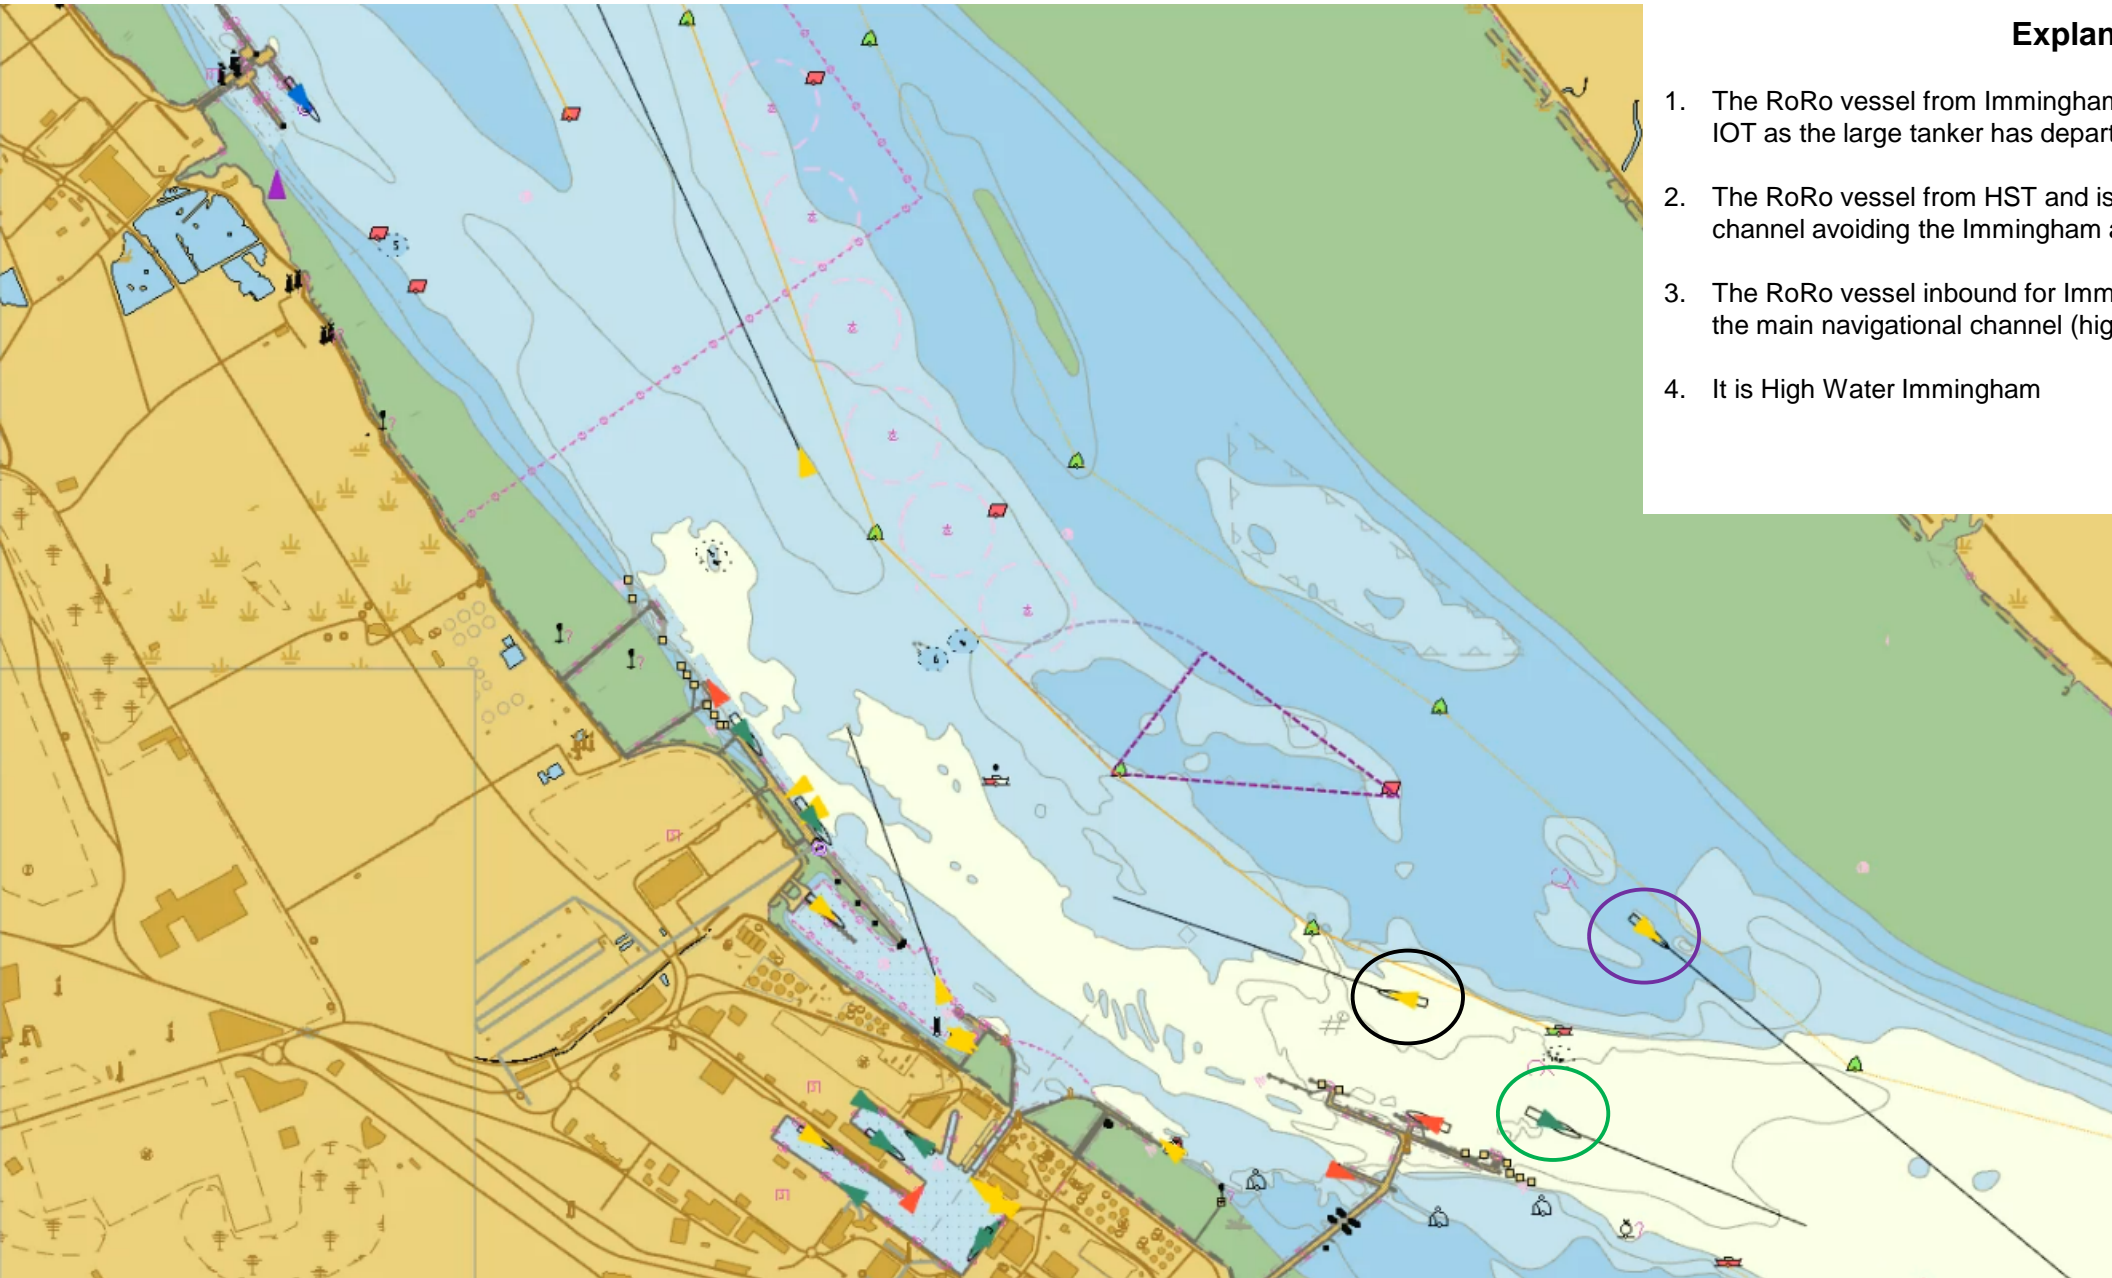 Explan
1. The RoRo vessel from Immingham
IOT as the large tanker has depart
2. The RoRo vessel from HST and is
channel avoiding the Immingham a
3. The RoRo vessel inbound for Imm
the main navigational channel (hig
4. It is High Water Immingham
5
6